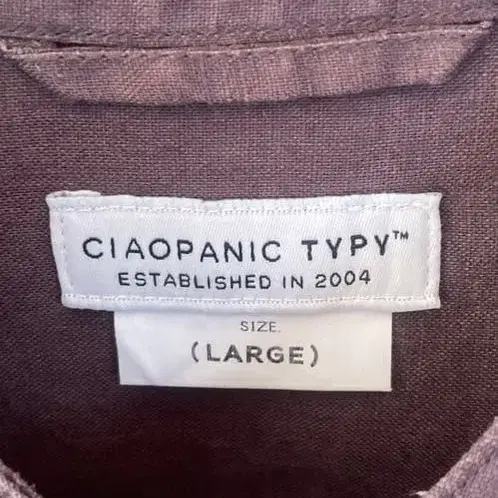 CIAOPANIC TYPY™
ESTABLISHED IN 2004
SIZE.
(LARGE)